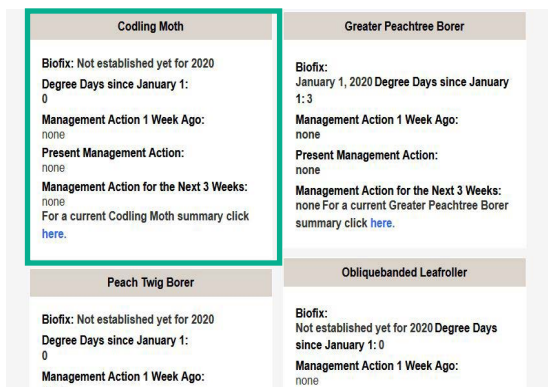 Codling Moth
Biofix: Not established yet for 2020
Degree Days since January 1:
0
Management Action 1 Week Ago:
none
Present Management Action:
none
Management Action for the Next 3 Weeks:
none
For a current Codling Moth summary click
here.
Greater Peachtree Borer
Biofix:
January 1, 2020 Degree Days since January
1: 3
Management Action 1 Week Ago:
none
Present Management Action:
none
Management Action for the Next 3 Weeks:
none For a current Greater Peachtree Borer
summary click here.
Peach Twig Borer
Biofix: Not established yet for 2020
Degree Days since January 1:
0
Management Action 1 Week Ago:
Obliquebanded Leafroller
Biofix:
Not established yet for 2020 Degree Days
since January 1: 0
Management Action 1 Week Ago:
none